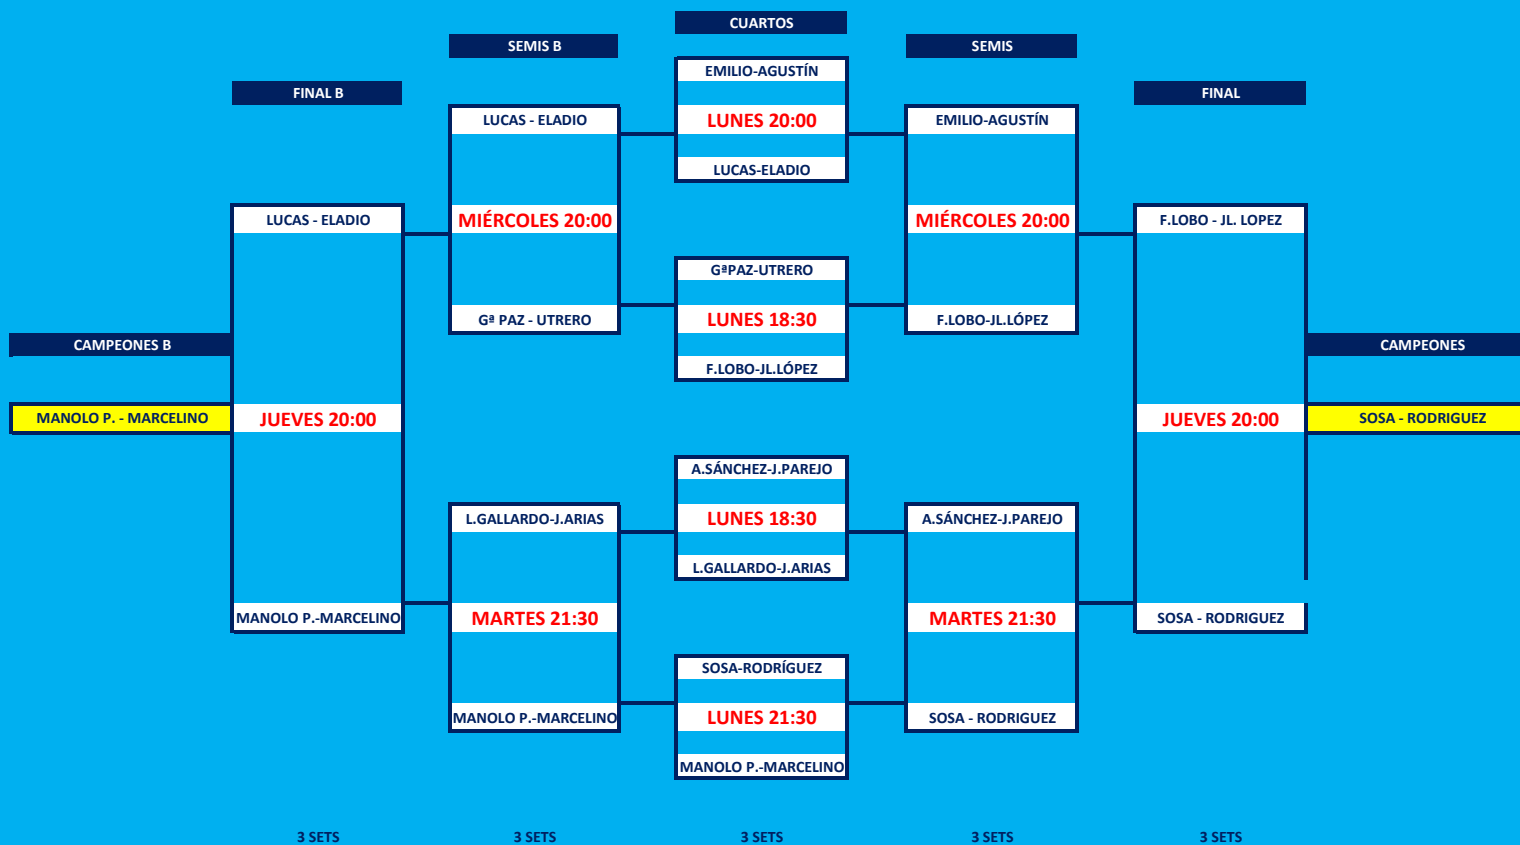 CUARTOS
SEMIS B
SEMIS
EMILIO-AGUSTÍN
FINAL B
FINAL
LUCAS - ELADIO
LUNES 20:00
EMILIO-AGUSTÍN
LUCAS-ELADIO
LUCAS - ELADIO
MIÉRCOLES 20:00
MIÉRCOLES 20:00
F.LOBO - JL. LOPEZ
GªPAZ-UTRERO
Gª PAZ - UTRERO
LUNES 18:30
F.LOBO-JL.LÓPEZ
CAMPEONES B
CAMPEONES
F.LOBO-JL.LÓPEZ
MANOLO P. - MARCELINO
JUEVES 20:00
JUEVES 20:00
SOSA - RODRIGUEZ
A.SÁNCHEZ-J.PAREJO
L.GALLARDO-J.ARIAS
LUNES 18:30
A.SÁNCHEZ-J.PAREJO
L.GALLARDO-J.ARIAS
MANOLO P.-MARCELINO
MARTES 21:30
MARTES 21:30
SOSA - RODRIGUEZ
SOSA-RODRÍGUEZ
MANOLO P.-MARCELINO
LUNES 21:30
SOSA - RODRIGUEZ
MANOLO P.-MARCELINO
3 SETS
3 SETS
3 SETS
3 SETS
3 SETS